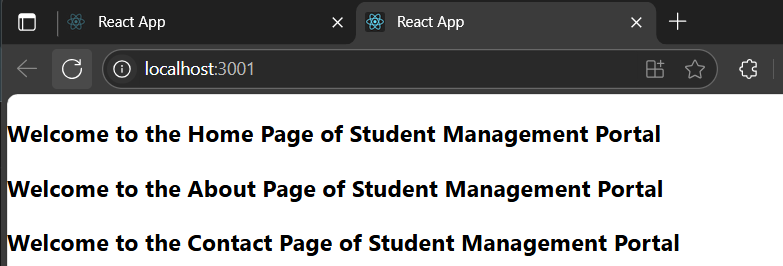 React App
React App
localhost:3001
Welcome to the Home Page of Student Management Portal
Welcome to the About Page of Student Management Portal
Welcome to the Contact Page of Student Management Portal